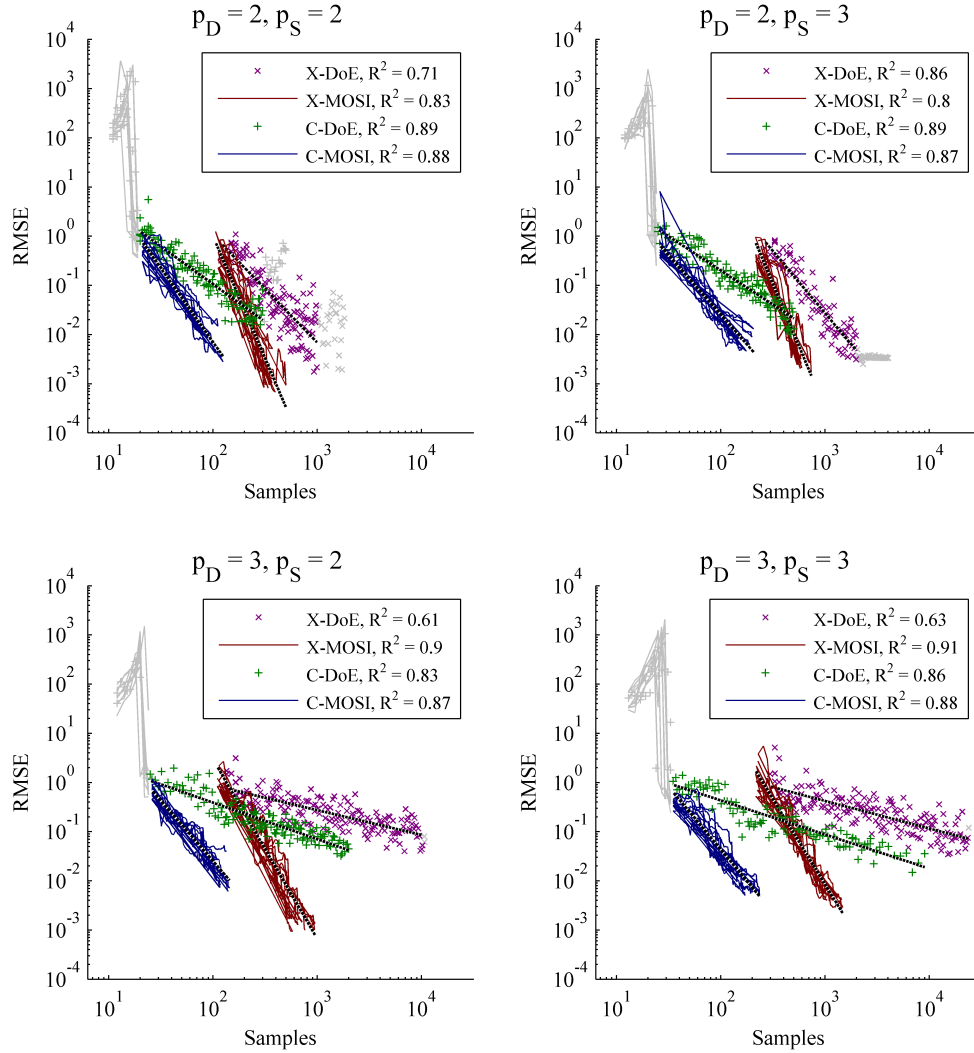 p_D = 2, p_S = 2
RMSE
10^4
10^3
10^2
10^1
10^0
10^-1
10^-2
10^-3
10^-4
X-DoE, R^2 = 0.71
X-MOSI, R^2 = 0.83
C-DoE, R^2 = 0.89
C-MOSI, R^2 = 0.88
10^1 10^2 10^3 10^4
Samples
p_D = 2, p_S = 3
RMSE
10^4
10^3
10^2
10^1
10^0
10^-1
10^-2
10^-3
10^-4
X-DoE, R^2 = 0.86
X-MOSI, R^2 = 0.8
C-DoE, R^2 = 0.89
C-MOSI, R^2 = 0.87
10^1 10^2 10^3 10^4
Samples
p_D = 3, p_S = 2
RMSE
10^4
10^3
10^2
10^1
10^0
10^-1
10^-2
10^-3
10^-4
X-DoE, R^2 = 0.61
X-MOSI, R^2 = 0.9
C-DoE, R^2 = 0.83
C-MOSI, R^2 = 0.87
10^1 10^2 10^3 10^4
Samples
p_D = 3, p_S = 3
RMSE
10^4
10^3
10^2
10^1
10^0
10^-1
10^-2
10^-3
10^-4
X-DoE, R^2 = 0.63
X-MOSI, R^2 = 0.91
C-DoE, R^2 = 0.86
C-MOSI, R^2 = 0.88
10^1 10^2 10^3 10^4
Samples